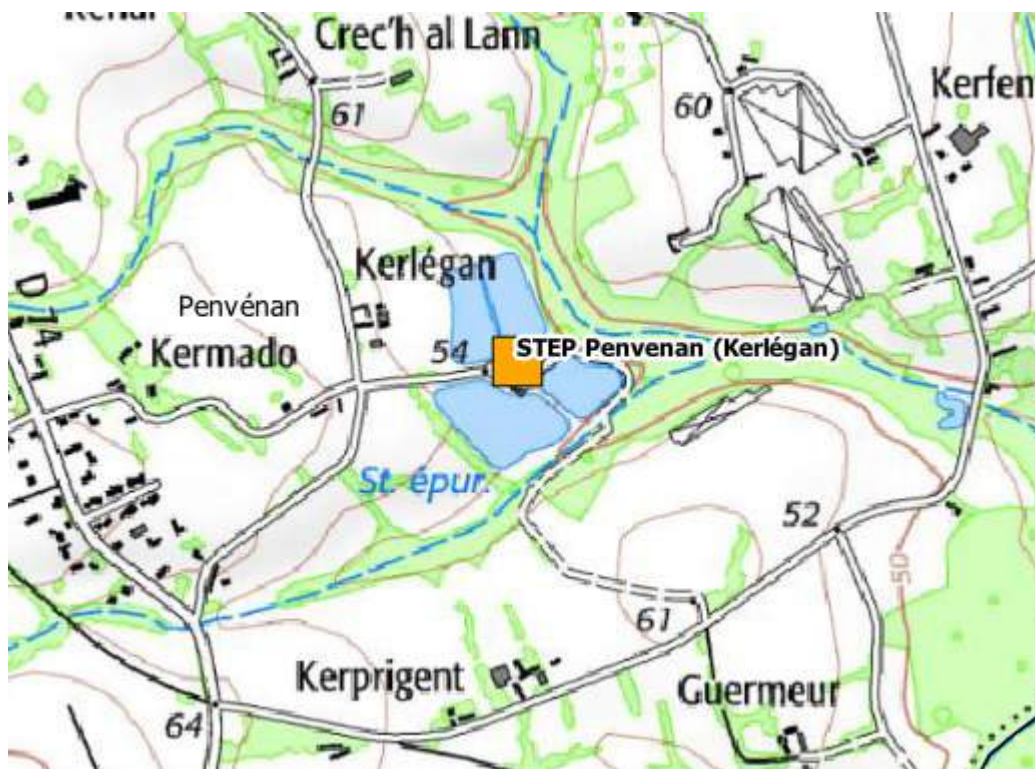 Crec'h al Lann
61
60
Kerfen
Kerlégan
D 74
Penvénan
Kermado
54
STEP Penvenan (Kerlégan)
St. épur.
52
50
61
Kerprigent
Guermeur
64